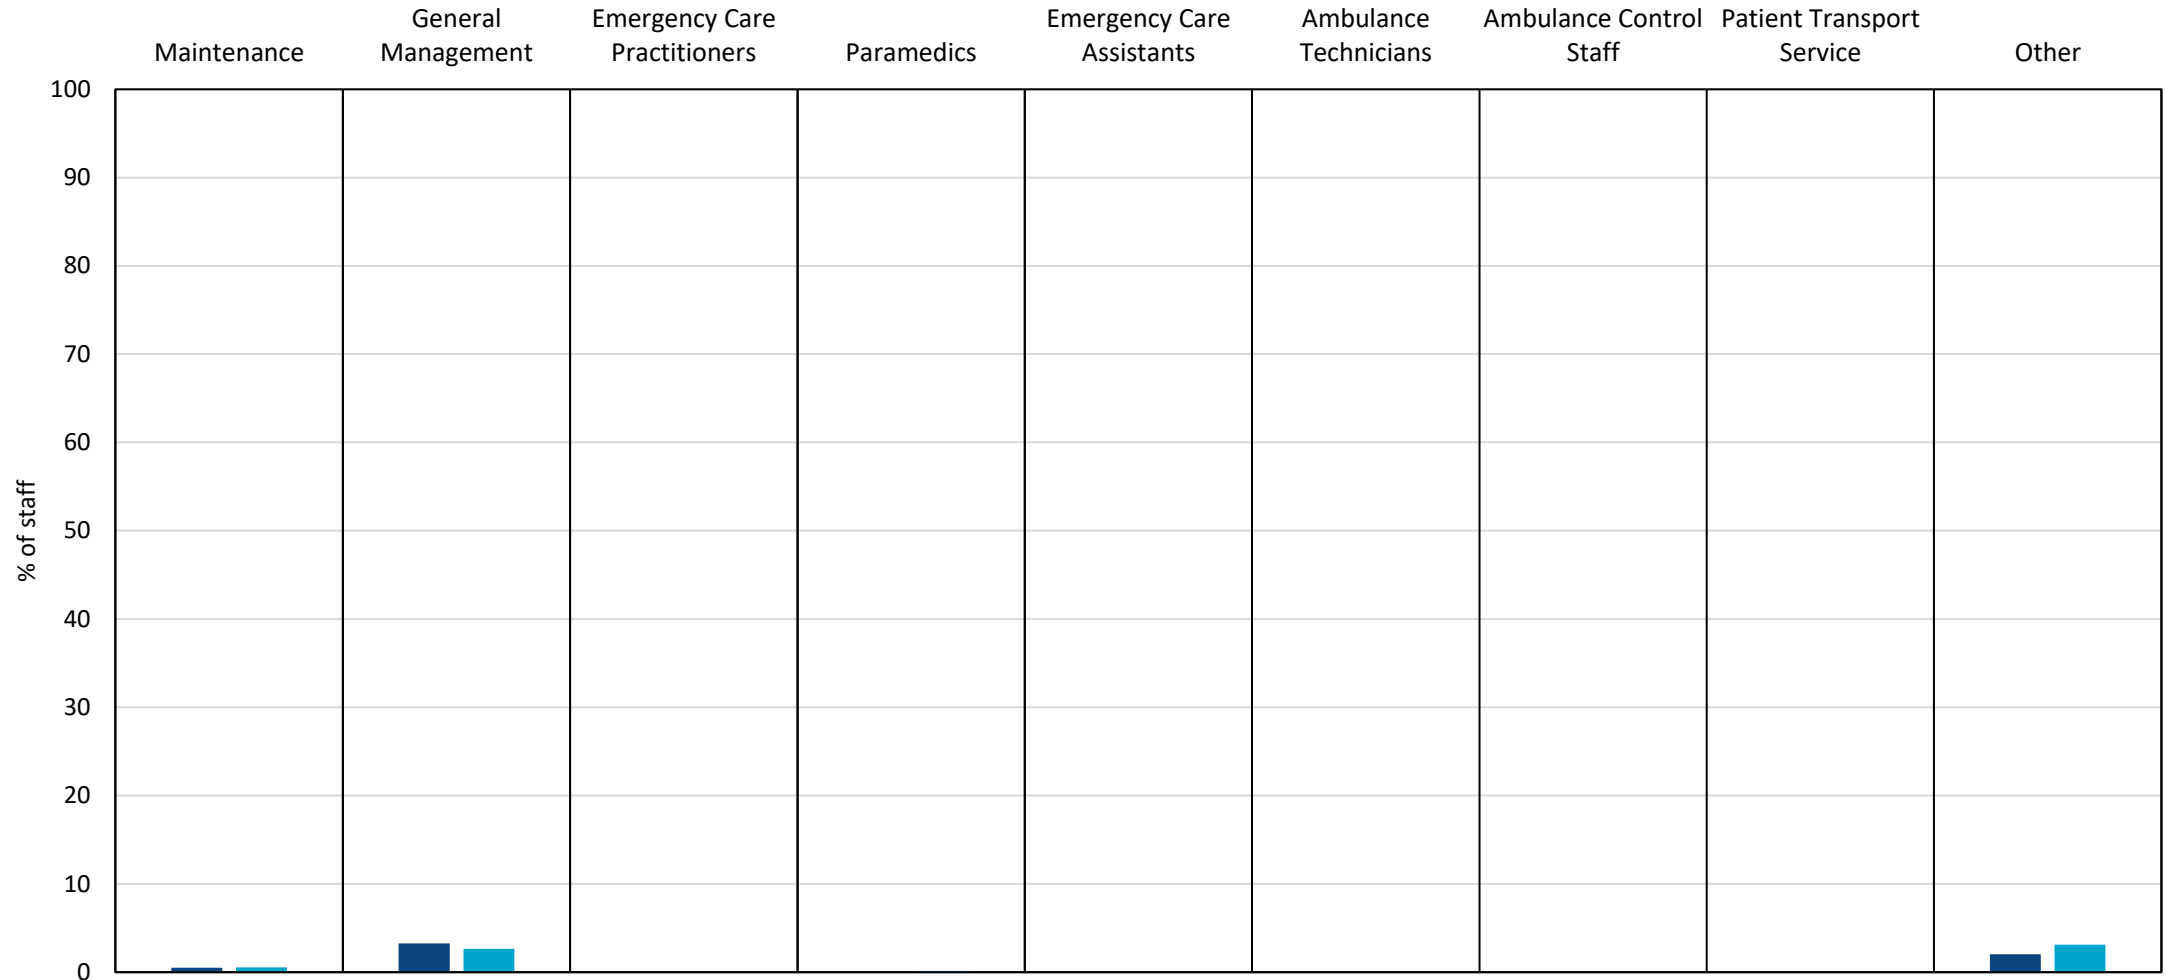 Maintenance
General
Management
Emergency Care
Practitioners
Paramedics
Emergency Care
Assistants
Ambulance
Technicians
Ambulance Control
Staff
Patient Transport
Service
Other
100
90
80
70
60
50
40
30
20
10
0
% of staff